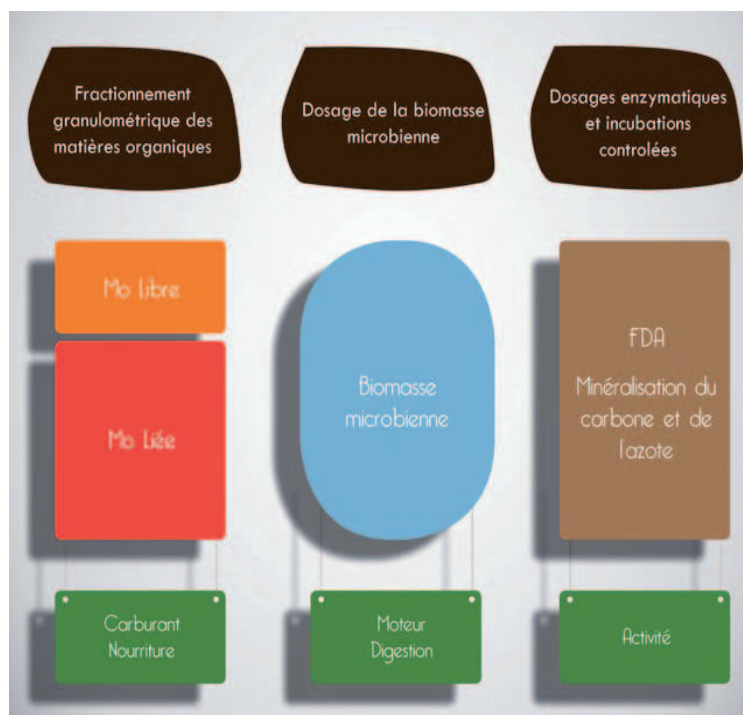 Fractionnement
granulométrique des
matières organiques
Dosage de la biomasse
microbienne
Dosages enzymatiques
et incubations
controlées
Mo Libre
Mo Liée
Biomasse
microbienne
FDA
Minéralisation du
carbone et de
l'azote
Carburant
Nourriture
Moteur
Digestion
Activité